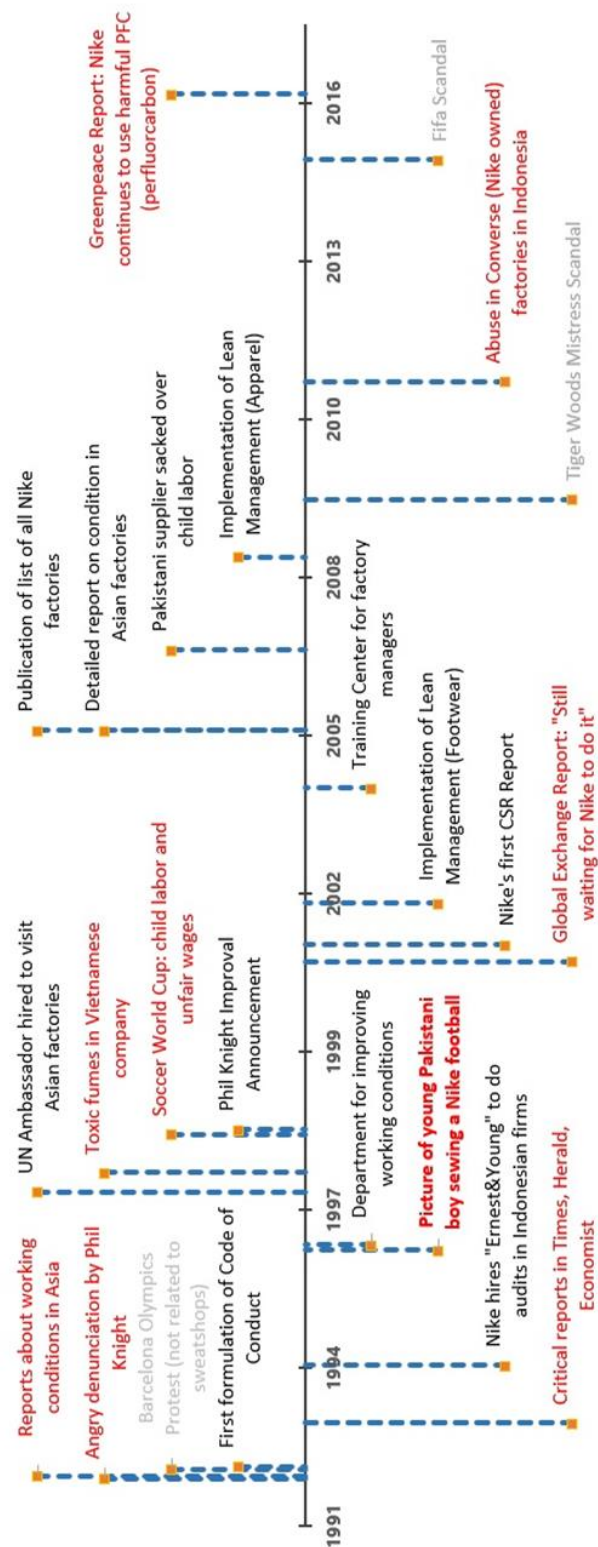 Reports about working
conditions in Asia
Angry denunciation by Phil
Knight
Barcelona Olympics
Protest (not related to
sweatshops)
First formulation of Code of
Conduct
UN Ambassador hired to visit
Asian factories
Toxic fumes in Vietnamese
company
Soccer World Cup: child labor and
unfair wages
Phil Knight Improval
Announcement
Publication of list of all Nike
factories
Detailed report on condition in
Asian factories
Pakistani supplier sacked over
child labor
Implementation of Lean
Management (Apparel)
Greenpeace Report: Nike
continues to use harmful PFC
(perfluorcarbon)
1991
1994
1997
1999
2002
2005
2008
2010
2013
2016
Department for improving
working conditions
Picture of young Pakistani
boy sewing a Nike football
Nike hires "Ernest&Young" to do
audits in Indonesian firms
Critical reports in Times, Herald,
Economist
Training Center for factory
managers
Implementation of Lean
Management (Footwear)
Nike's first CSR Report
Global Exchange Report: "Still
waiting for Nike to do it"
Fifa Scandal
Abuse in Converse (Nike owned)
factories in Indonesia
Tiger Woods Mistress Scandal